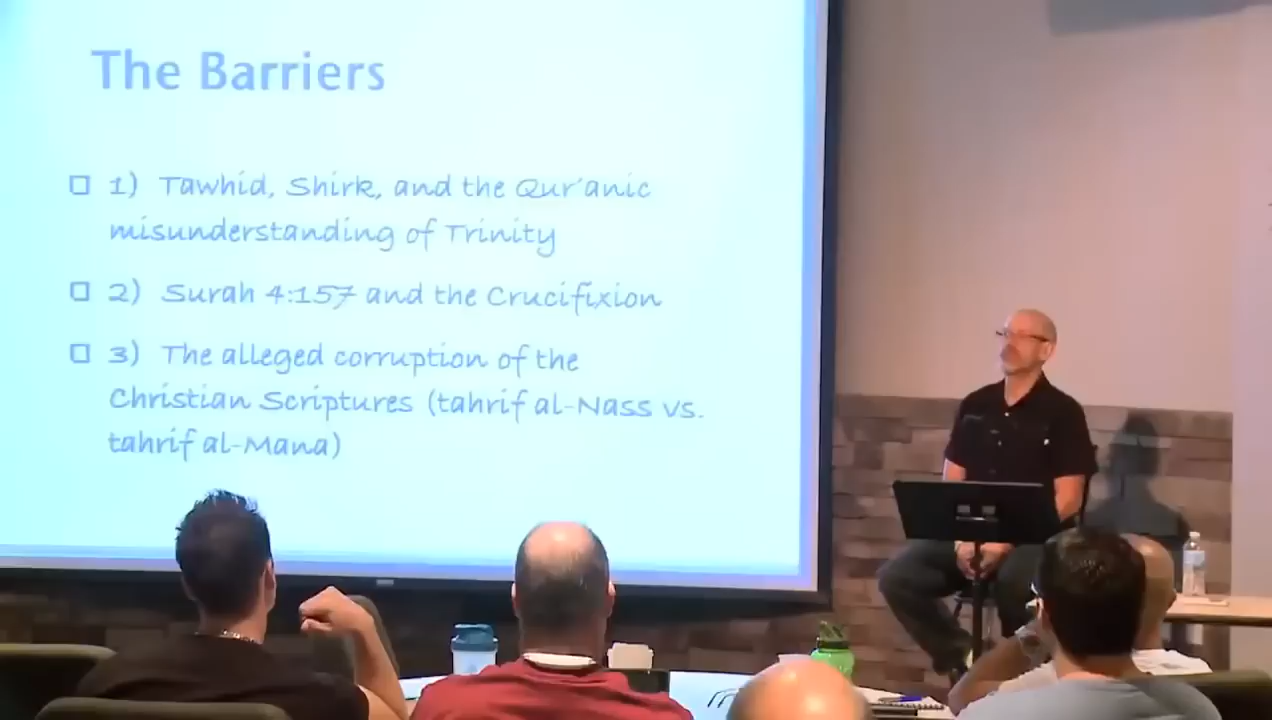 The Barriers
1) Tawhid, Shirk, and the Qur'anic
misunderstanding of Trinity
2) Surah 4:157 and the Crucifixion
3) The alleged corruption of the
Christian Scriptures (tahrif al-Nass vs.
tahrif al-Mana)